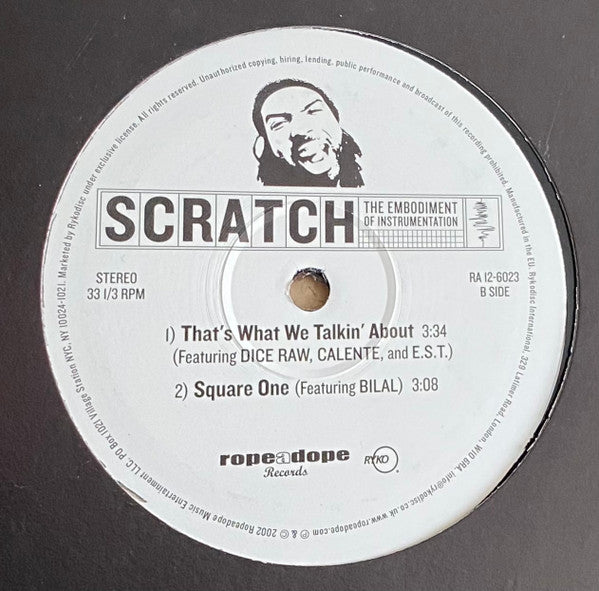 SCRATCH
THE EMBODIMENT
OF INSTRUMENTATION
STEREO
33 1/3 RPM
RA 12-6023
B SIDE
1) That's What We Talkin' About 3:34
(Featuring DICE RAW, CALENTE, and E.S.T.)
2) Square One (Featuring BILAL) 3:08
ropeadope
Records
RYKO
℗ & © 2002 Ropeadope Music Entertainment LLC, PO Box 1021 Village Station NYC, NY 10024-1021. Marketed by Rykodisc under exclusive license. All rights reserved. Unauthorized copying, hiring, lending, public performance and broadcast of this recording prohibited. Manufactured in the EU. Rykodisc International, 329 Latimer Road, London, W10 6RA. info@rykodisc.co.uk www.ropeadope.com